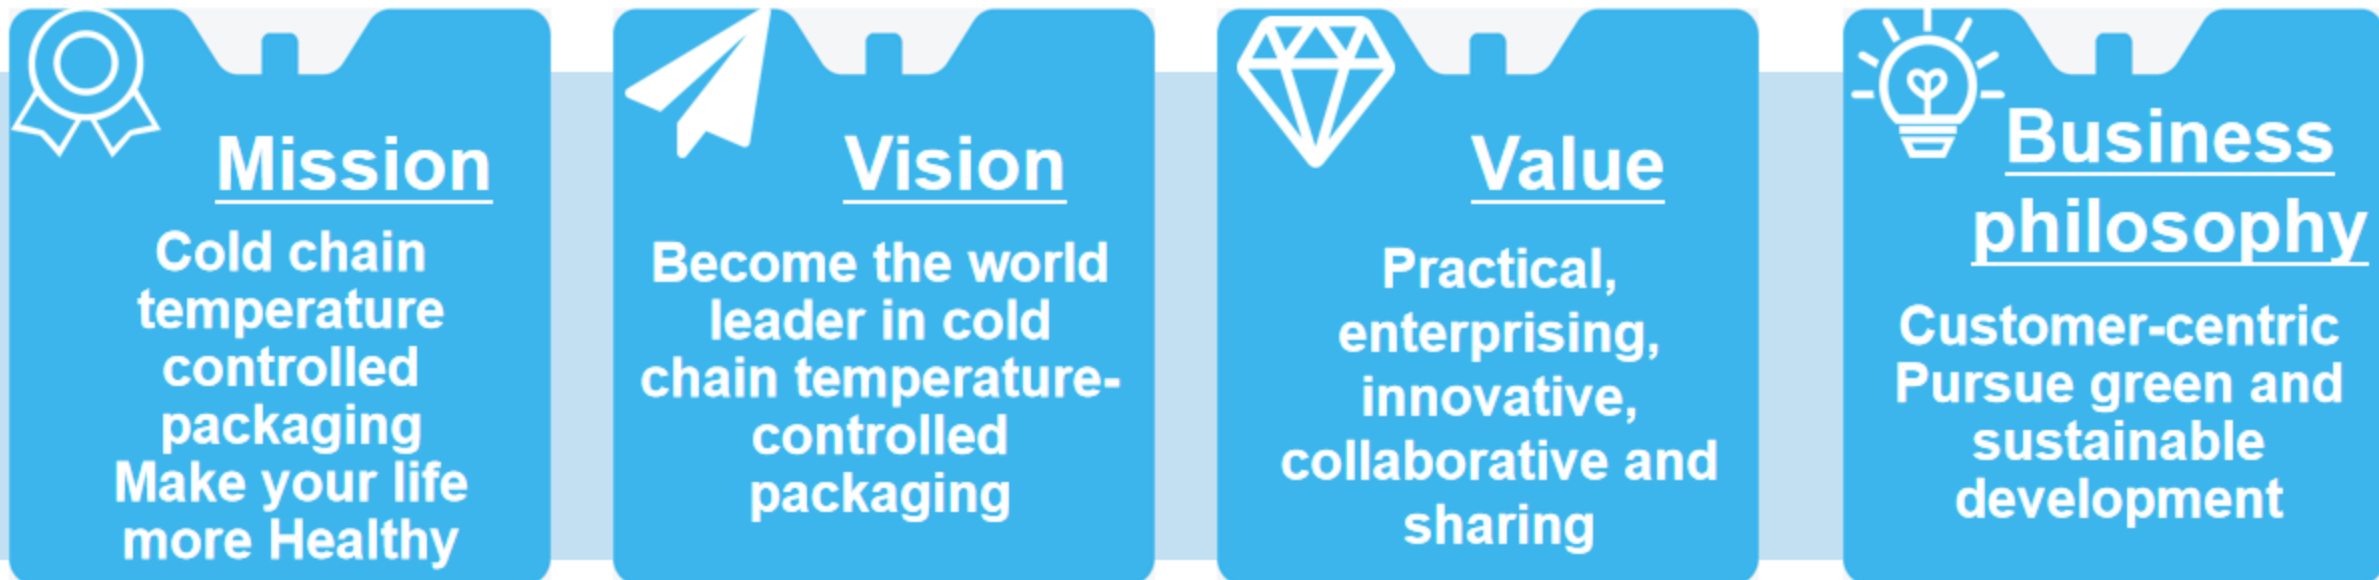 Mission
Cold chain
temperature
controlled
packaging
Make your life
more Healthy
Vision
Become the world
leader in cold
chain temperature-
controlled
packaging
Value
Practical,
enterprising,
innovative,
collaborative and
sharing
Business
philosophy
Customer-centric
Pursue green and
sustainable
development